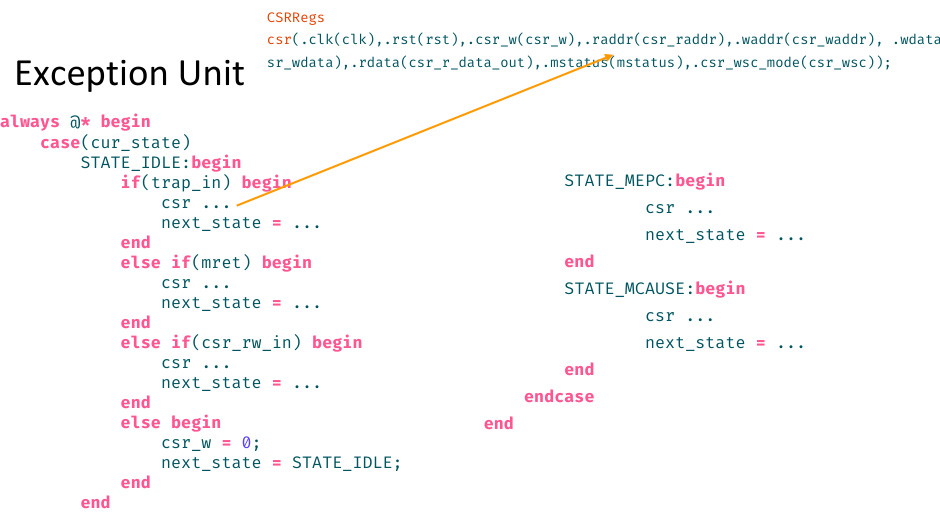 CSRRegs
csr(.clk(clk),.rst(rst),.csr_w(csr_w),.raddr(csr_raddr),.waddr(csr_waddr), .wdata
sr_wdata),.rdata(csr_r_data_out),.mstatus(mstatus),.csr_wsc_mode(csr_wsc));
Exception Unit
always @* begin
case(cur_state)
STATE_IDLE:begin
if(trap_in) begin
csr ...
next_state = ...
end
else if(mret) begin
csr ...
next_state = ...
end
else if(csr_rw_in) begin
csr ...
next_state = ...
end
else begin
csr_w = 0;
next_state = STATE_IDLE;
end
end
STATE_MEPC:begin
csr ...
next_state = ...
end
STATE_MCAUSE:begin
csr ...
next_state = ...
end
endcase
end